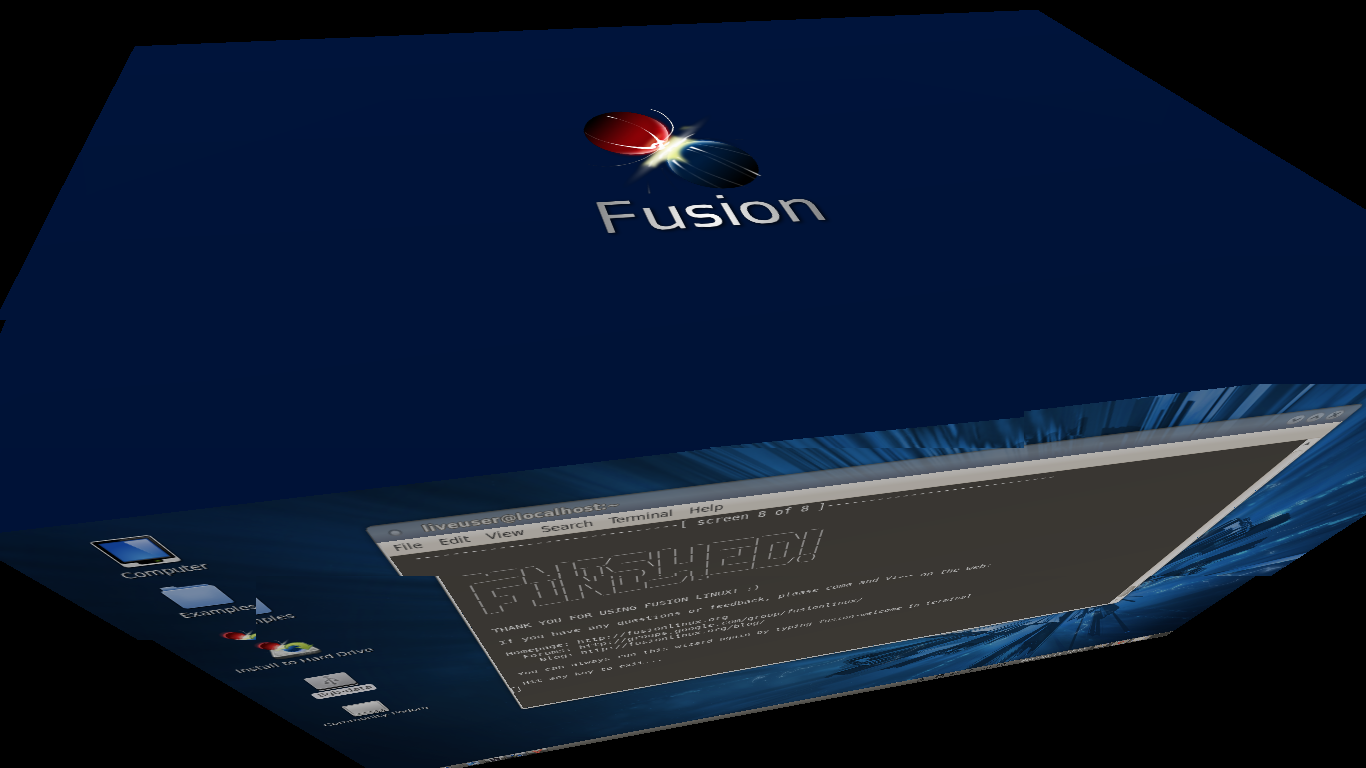 Fusion
liveuser@localhost:~
File Edit View Search Terminal Help
[ screen 8 of 8 ]
THANK YOU FOR USING FUSION LINUX! :)
If you have any questions or feedback, please come and on the web:
Homepage: http://fusionlinux.org
Forums: http://groups.google.com/group/fusionlinux/
Blog: http://fusionlinux.org/blog/
You can always run this wizard again by typing fusion-welcome in terminal
Hit any key to exit...
Computer
Examples
Install to Hard Drive